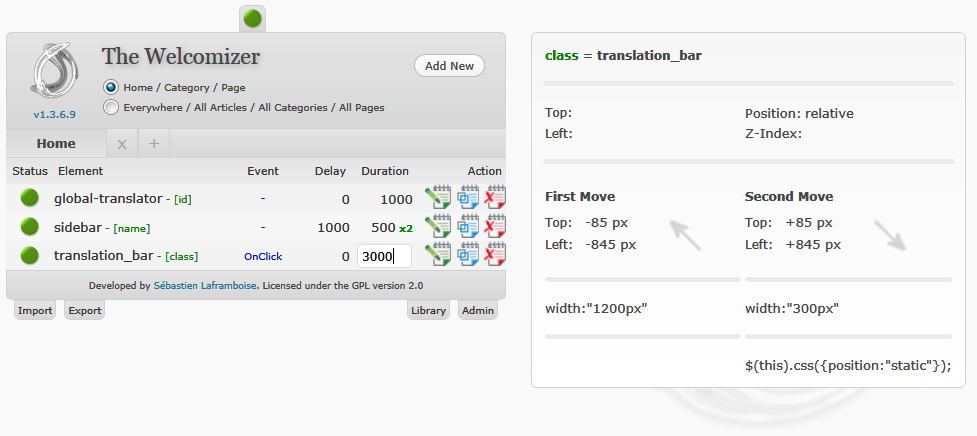 The Welcomizer
Add New
Home / Category / Page
Everywhere / All Articles / All Categories / All Pages
v1.3.6.9
Home x +
Status Element Event Delay Duration Action
global-translator - [id] - 0 1000
sidebar - [name] - 1000 500 x2
translation_bar - [class] OnClick 0 3000
Developed by Sébastien Laframboise. Licensed under the GPL version 2.0
Import Export Library Admin
class = translation_bar
Top: Position: relative
Left: Z-Index:
First Move Second Move
Top: -85 px Top: +85 px
Left: -845 px Left: +845 px
width:"1200px" width:"300px"
$(this).css({position:"static"});